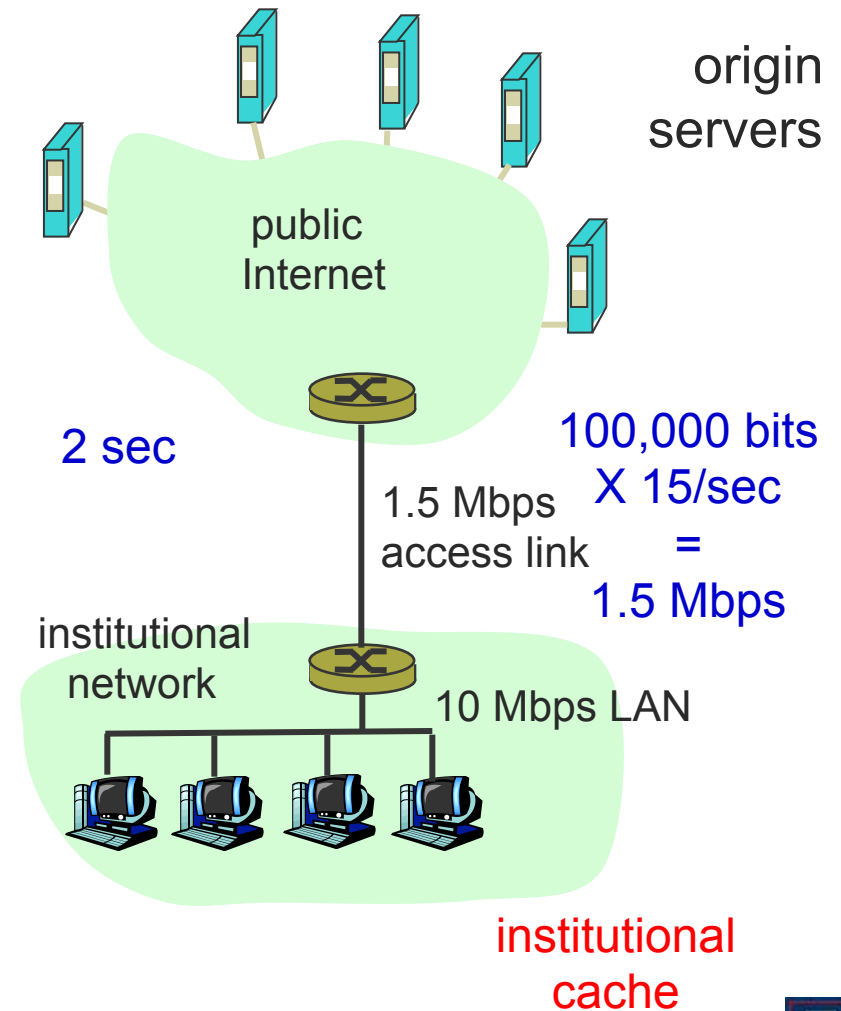 origin
servers
public
Internet
2 sec
100,000 bits
X 15/sec
=
1.5 Mbps
1.5 Mbps
access link
institutional
network
10 Mbps LAN
institutional
cache